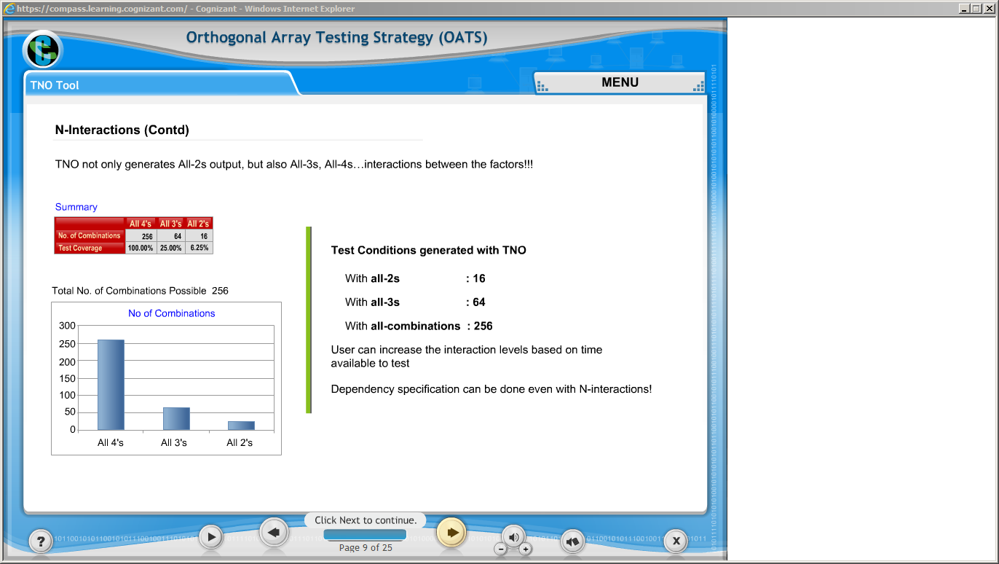 https://compass.learning.cognizant.com/ - Cognizant - Windows Internet Explorer
Orthogonal Array Testing Strategy (OATS)
TNO Tool
MENU
N-Interactions (Contd)
TNO not only generates All-2s output, but also All-3s, All-4s…interactions between the factors!!!
Summary
All 4's All 3's All 2's
No. of Combinations 256 64 16
Test Coverage 100.00% 25.00% 6.25%
Total No. of Combinations Possible 256
No of Combinations
300
250
200
150
100
50
0
All 4's All 3's All 2's
Test Conditions generated with TNO
With all-2s : 16
With all-3s : 64
With all-combinations : 256
User can increase the interaction levels based on time
available to test
Dependency specification can be done even with N-interactions!
Click Next to continue.
Page 9 of 25
?
X